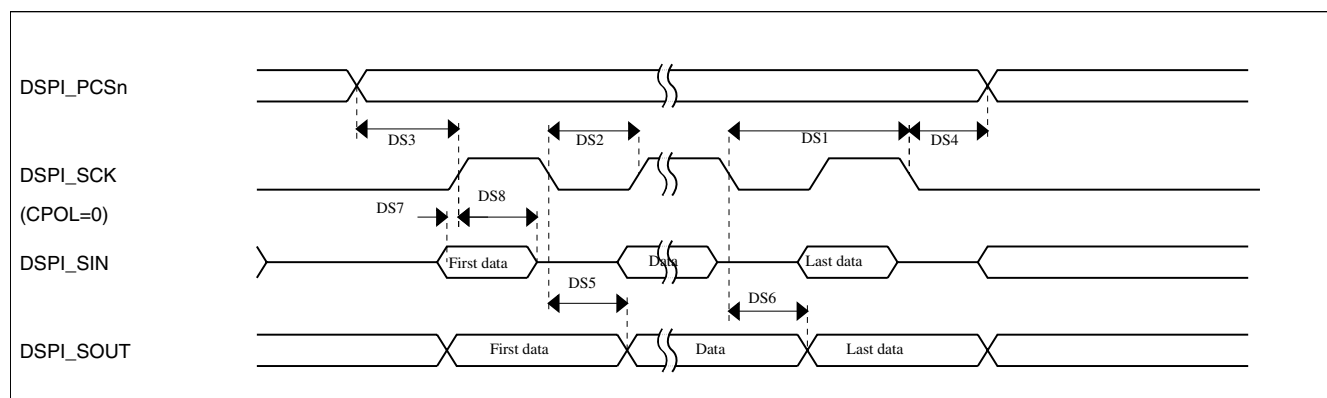 DSPI_PCSn
DS3
DS2
DS1
DS4
DSPI_SCK
(CPOL=0)
DS7
DS8
DSPI_SIN
First data
Data
Last data
DS5
DS6
DSPI_SOUT
First data
Data
Last data